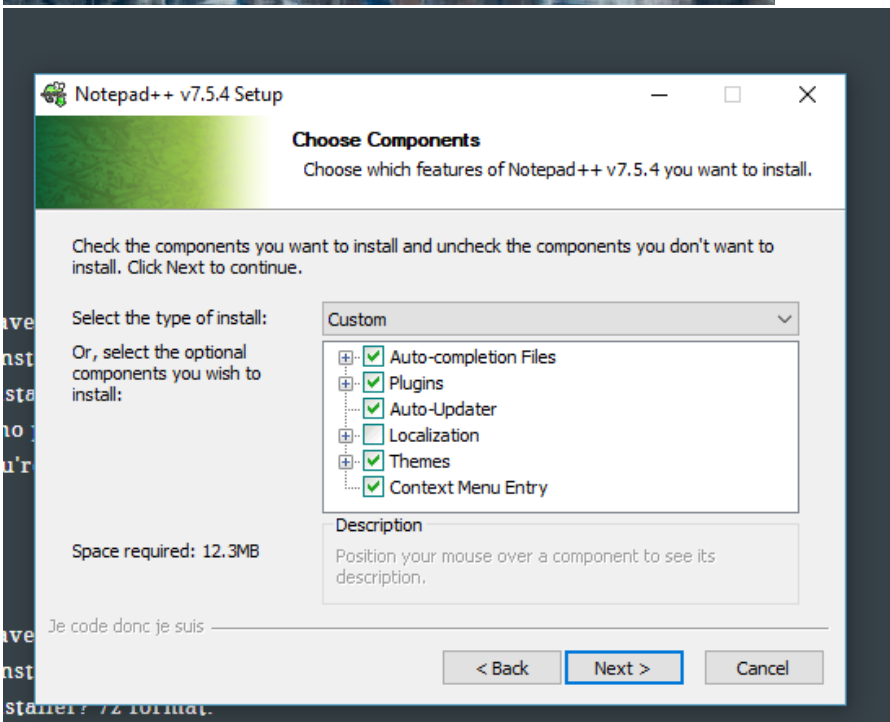 Notepad++ v7.5.4 Setup
Choose Components
Choose which features of Notepad++ v7.5.4 you want to install.
Check the components you want to install and uncheck the components you don't want to
install. Click Next to continue.
Select the type of install:
Custom
Or, select the optional
components you wish to
install:
Auto-completion Files
Plugins
Auto-Updater
Localization
Themes
Context Menu Entry
Space required: 12.3MB
Description
Position your mouse over a component to see its
description.
Je code donc je suis
< Back
Next >
Cancel
format.